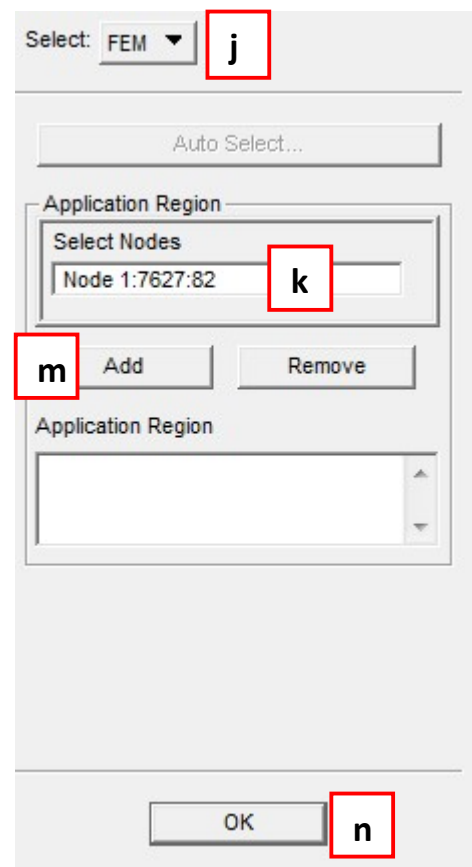 Select: FEM j
Auto Select...
Application Region
Select Nodes
Node 1:7627:82 k
m Add Remove
Application Region
OK n